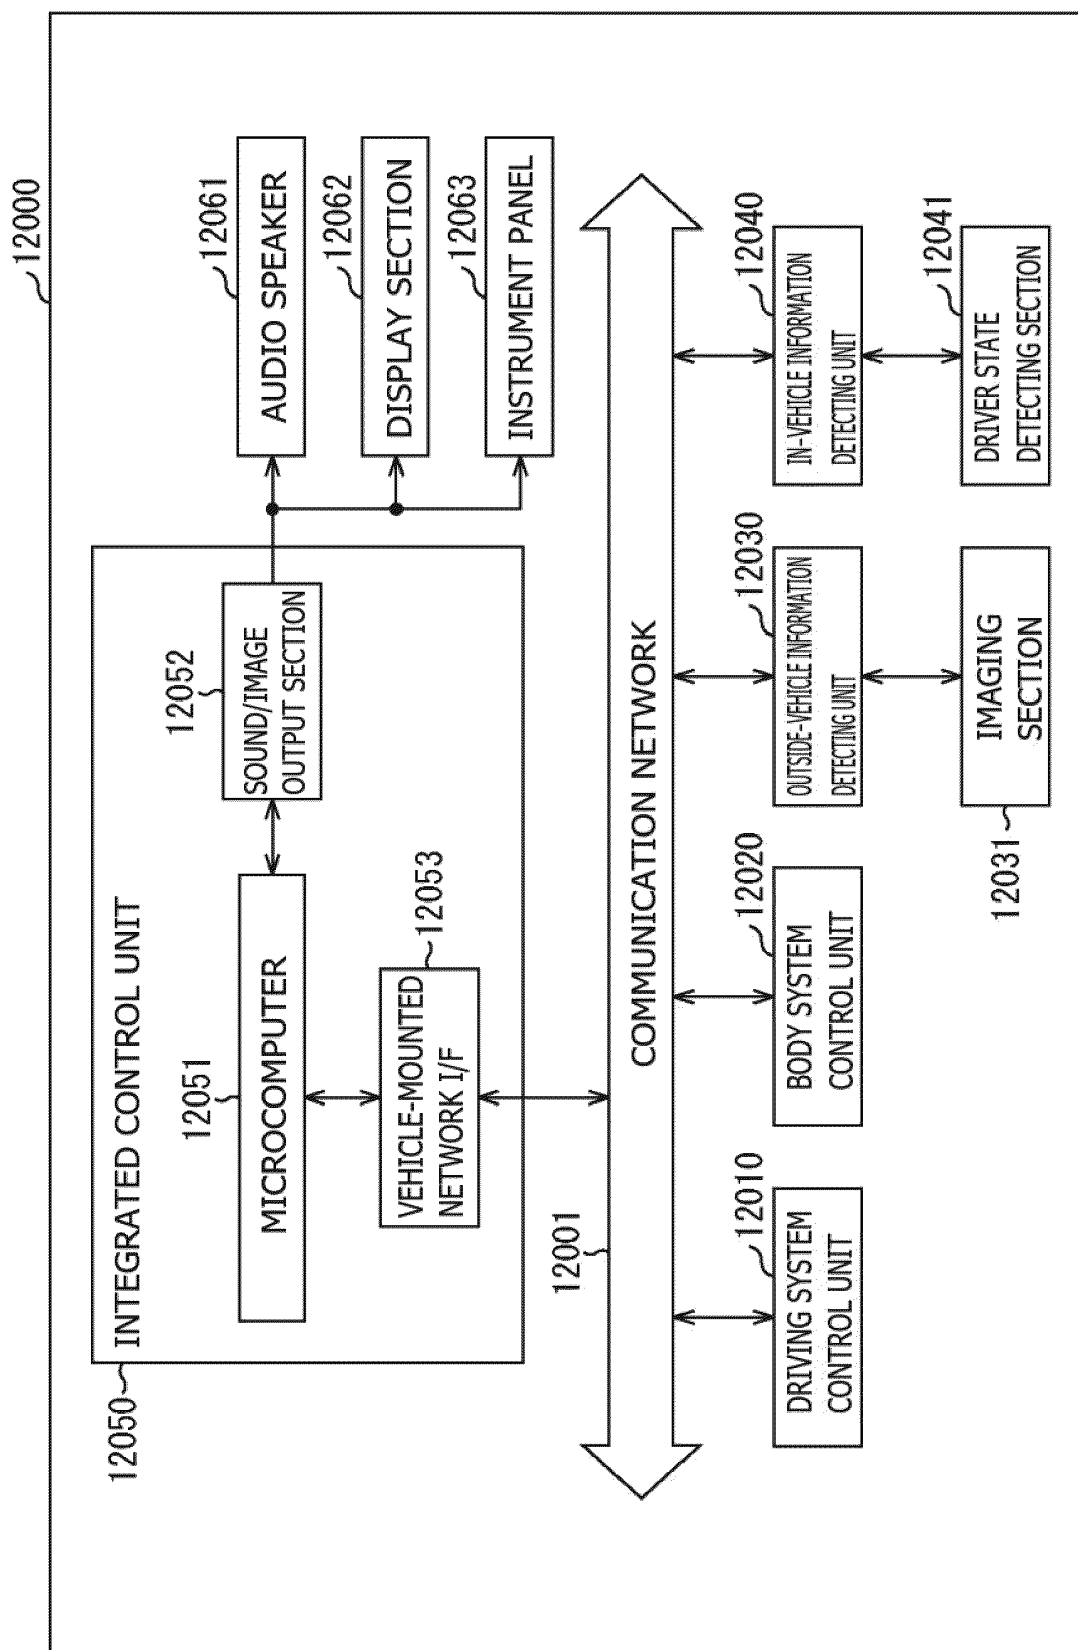 12000
12050
INTEGRATED CONTROL UNIT
12051
MICROCOMPUTER
12052
SOUND/IMAGE
OUTPUT SECTION
12053
VEHICLE-MOUNTED
NETWORK I/F
12061
AUDIO SPEAKER
12062
DISPLAY SECTION
12063
INSTRUMENT PANEL
12001
COMMUNICATION NETWORK
12010
DRIVING SYSTEM
CONTROL UNIT
12020
BODY SYSTEM
CONTROL UNIT
12030
OUTSIDE-VEHICLE INFORMATION
DETECTING UNIT
12040
IN-VEHICLE INFORMATION
DETECTING UNIT
12031
IMAGING
SECTION
12041
DRIVER STATE
DETECTING SECTION